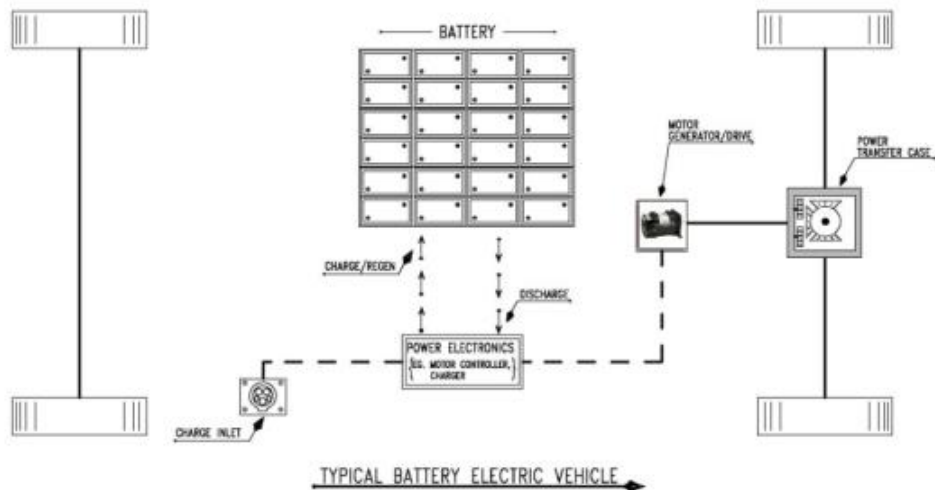 BATTERY
MOTOR
GENERATOR/DRIVE
POWER
TRANSFER CASE
CHARGE/REGEN
DISCHARGE
POWER ELECTRONICS
(EG. MOTOR CONTROLLER,
CHARGER)
CHARGE INLET
TYPICAL BATTERY ELECTRIC VEHICLE